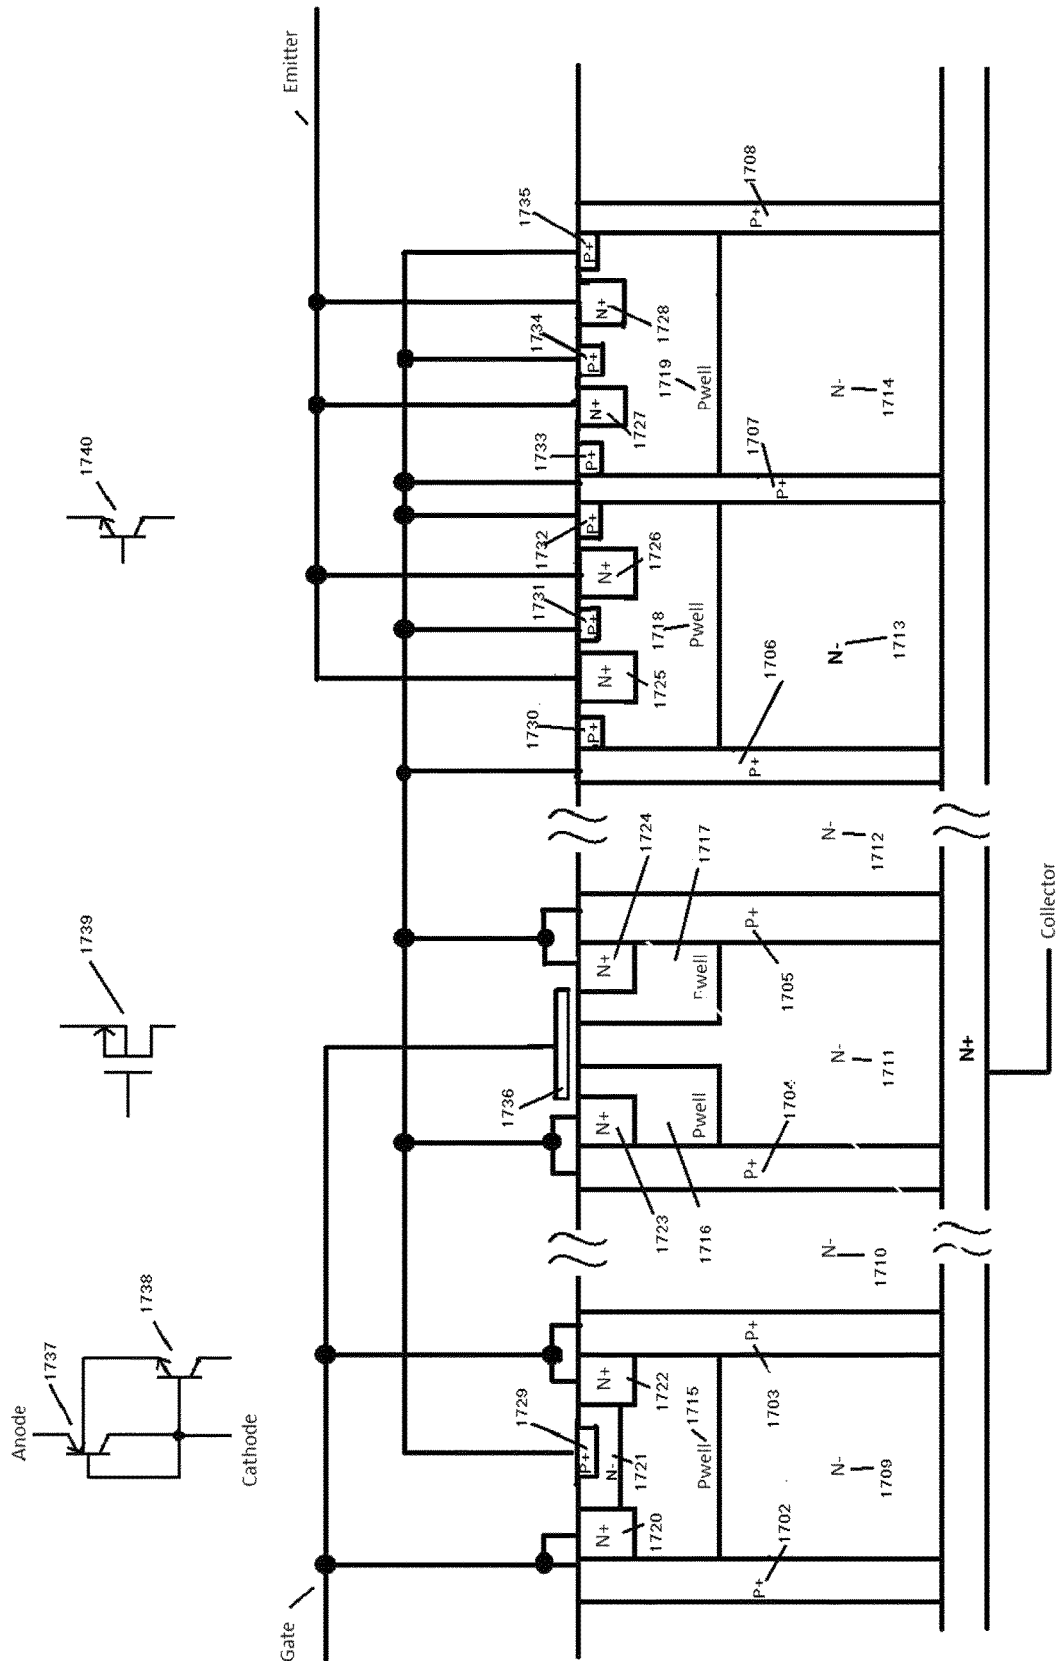 Anode
1737
1738
Cathode
1739
1740
Gate
Emitter
1729
1736
1730
1731
1732
1733
1734
1735
P+
P+
P+
P+
P+
P+
P+
N+
N-
N+
N+
N+
N+
N+
N+
N+
1720
1721
1722
1723
1724
1725
1726
1727
1728
Pwell
1715
Pwell
1716
Pwell
1717
Pwell
1718
Pwell
1719
P+
1702
P+
1703
P+
1704
P+
1705
P+
1706
P+
1707
P+
1708
N-
1709
N-
1710
N-
1711
N-
1712
N-
1713
N-
1714
N+
Collector